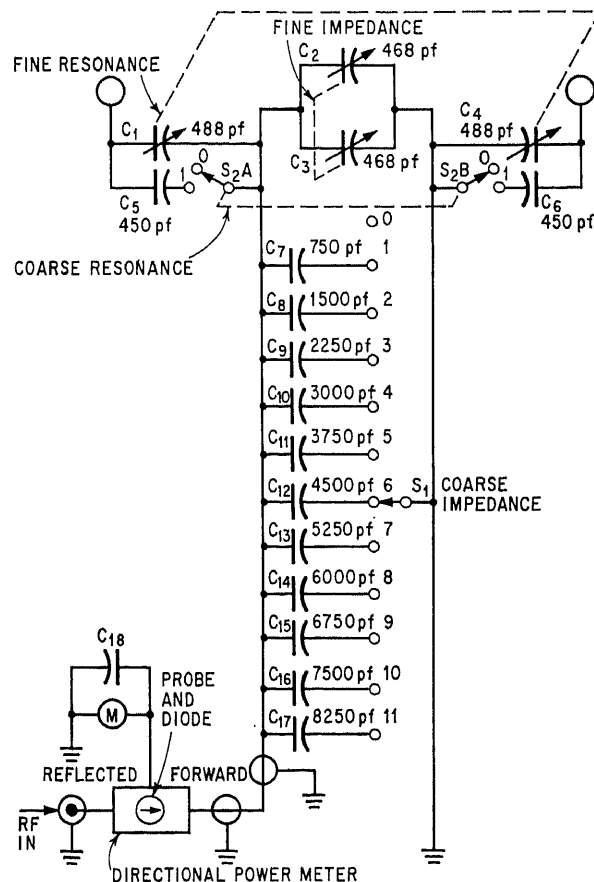 FINE IMPEDANCE
FINE RESONANCE
C2
468 pf
C1
488 pf
C4
488 pf
C3
468 pf
0
S2A
1
C5
450 pf
S2B
0
1
C6
450 pf
COARSE RESONANCE
0
C7 750 pf 1
C8 1500 pf 2
C9 2250 pf 3
C10 3000 pf 4
C11 3750 pf 5
C12 4500 pf 6
S1
COARSE
IMPEDANCE
C13 5250 pf 7
C14 6000 pf 8
C15 6750 pf 9
C16 7500 pf 10
C17 8250 pf 11
C18
M
PROBE
AND
DIODE
REFLECTED
FORWARD
RF
IN
DIRECTIONAL POWER METER